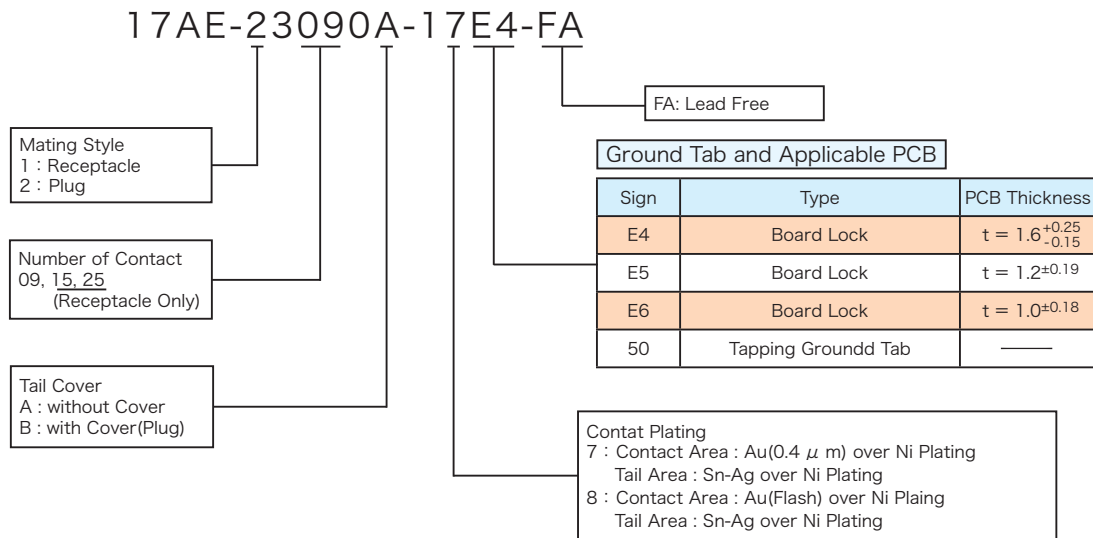 17AE-23090A-17E4-FA
FA: Lead Free
Mating Style
1 : Receptacle
2 : Plug
Number of Contact
09, 15, 25
(Receptacle Only)
Tail Cover
A : without Cover
B : with Cover(Plug)
Ground Tab and Applicable PCB
Sign Type PCB Thickness
E4 Board Lock t = 1.6 +0.25 -0.15
E5 Board Lock t = 1.2±0.19
E6 Board Lock t = 1.0±0.18
50 Tapping Groundd Tab ———
Contat Plating
7 : Contact Area : Au(0.4 μ m) over Ni Plating
Tail Area : Sn-Ag over Ni Plating
8 : Contact Area : Au(Flash) over Ni Plaing
Tail Area : Sn-Ag over Ni Plating